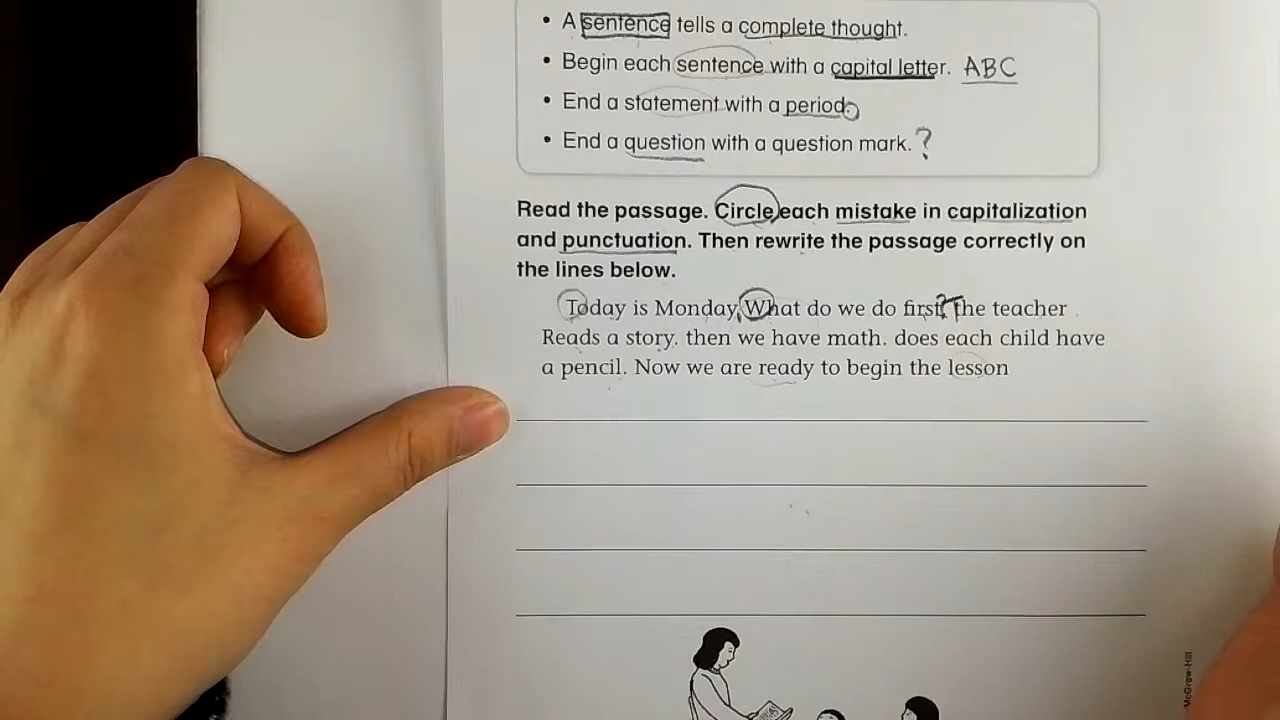 • A sentence tells a complete thought.
• Begin each sentence with a capital letter. ABC
• End a statement with a period.
• End a question with a question mark. ?
Read the passage. Circle each mistake in capitalization
and punctuation. Then rewrite the passage correctly on
the lines below.
Today is Monday. What do we do first? The teacher
Reads a story. then we have math. does each child have
a pencil. Now we are ready to begin the lesson
McGraw-Hill